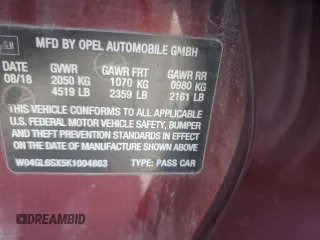 GM MFD BY OPEL AUTOMOBILE GMBH
DATE GVWR GAWR FRT GAWR RR
08/18 2050 KG 1070 KG 0980 KG
4519 LB 2359 LB 2161 LB
THIS VEHICLE CONFORMS TO ALL APPLICABLE
U.S. FEDERAL MOTOR VEHICLE SAFETY, BUMPER
AND THEFT PREVENTION STANDARDS IN EFFECT
ON THE DATE OF MANUFACTURE SHOWN ABOVE
W04GL6SX5K1004863 TYPE: PASS CAR